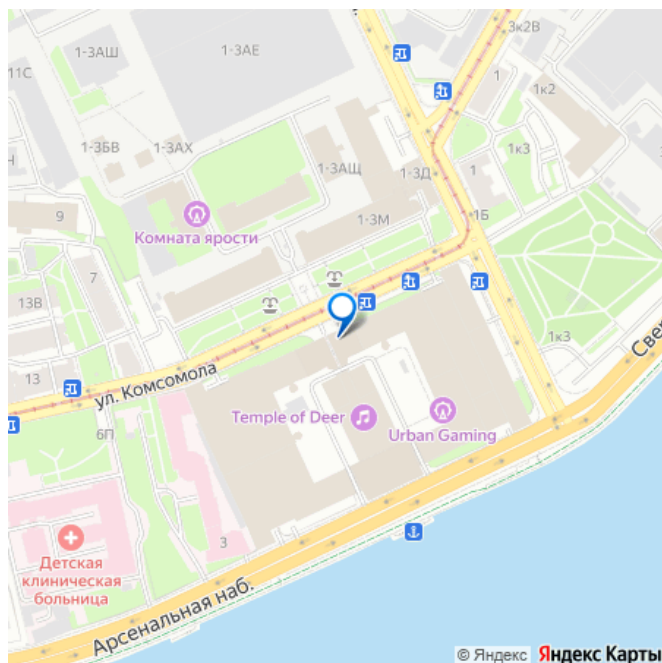 3к2В
1-3АШ
1-3АЕ
11С
1
1к2
1-3БВ
1-3АХ
1к3
1-3АЩ
1-3Д
1
9
Комната ярости
1-3М
1Б
7
13В
1к3
Свер
13
ул. Комсомола
Temple of Deer
Urban Gaming
6П
3
Детская
клиническая
больница
Арсенальная наб.
© Яндекс Яндекс Карты